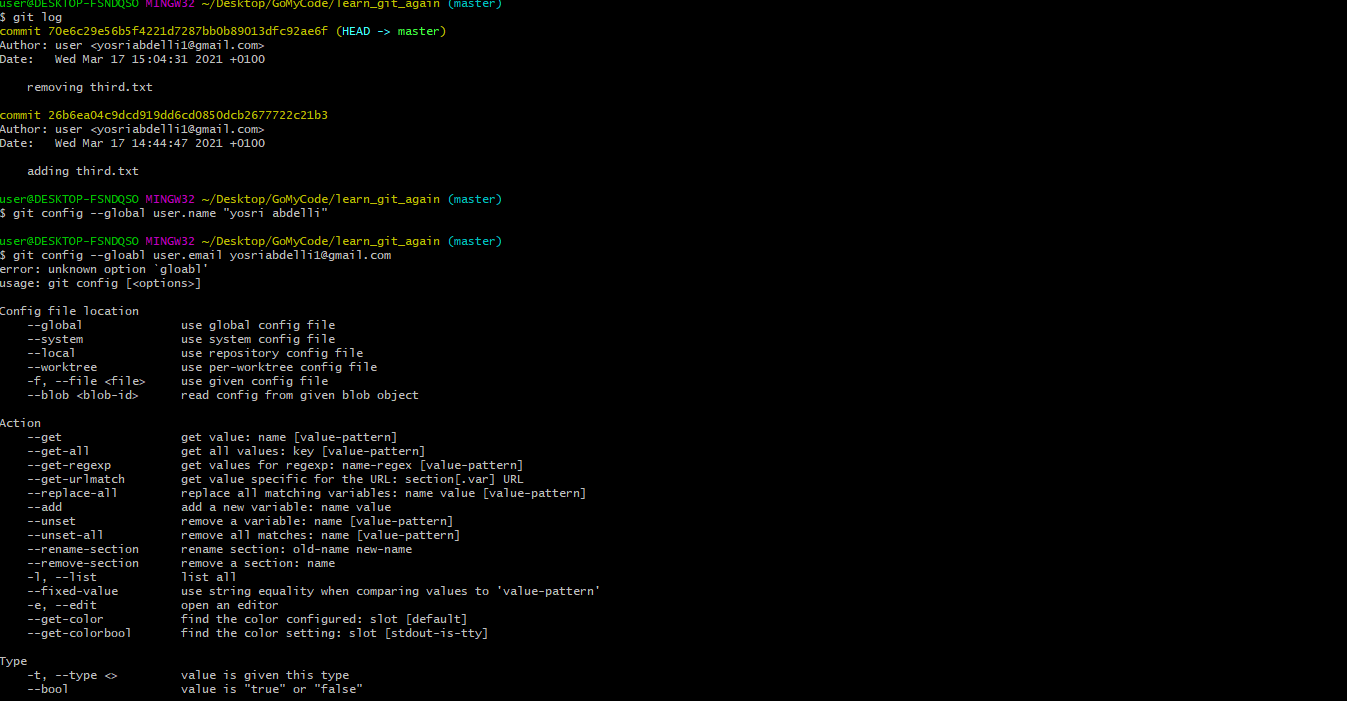 user@DESKTOP-FSNDQSO MINGW32 ~/Desktop/GoMyCode/learn_git_again (master)
$ git log
commit 70e6c29e56b5f4221d7287bb0b89013dfc92ae6f (HEAD -> master)
Author: user <yosriabdelli1@gmail.com>
Date:   Wed Mar 17 15:04:31 2021 +0100

    removing third.txt

commit 26b6ea04c9dcd919dd6cd0850dcb2677722c21b3
Author: user <yosriabdelli1@gmail.com>
Date:   Wed Mar 17 14:44:47 2021 +0100

    adding third.txt

user@DESKTOP-FSNDQSO MINGW32 ~/Desktop/GoMyCode/learn_git_again (master)
$ git config --global user.name "yosri abdelli"

user@DESKTOP-FSNDQSO MINGW32 ~/Desktop/GoMyCode/learn_git_again (master)
$ git config --gloabl user.email yosriabdelli1@gmail.com
error: unknown option `gloabl'
usage: git config [<options>]

Config file location
    --global              use global config file
    --system              use system config file
    --local               use repository config file
    --worktree            use per-worktree config file
    -f, --file <file>     use given config file
    --blob <blob-id>      read config from given blob object

Action
    --get                 get value: name [value-pattern]
    --get-all             get all values: key [value-pattern]
    --get-regexp          get values for regexp: name-regex [value-pattern]
    --get-urlmatch        get value specific for the URL: section[.var] URL
    --replace-all         replace all matching variables: name value [value-pattern]
    --add                 add a new variable: name value
    --unset               remove a variable: name [value-pattern]
    --unset-all           remove all matches: name [value-pattern]
    --rename-section      rename section: old-name new-name
    --remove-section      remove a section: name
    -l, --list            list all
    --fixed-value         use string equality when comparing values to 'value-pattern'
    -e, --edit            open an editor
    --get-color           find the color configured: slot [default]
    --get-colorbool       find the color setting: slot [stdout-is-tty]

Type
    -t, --type <>         value is given this type
    --bool                value is "true" or "false"